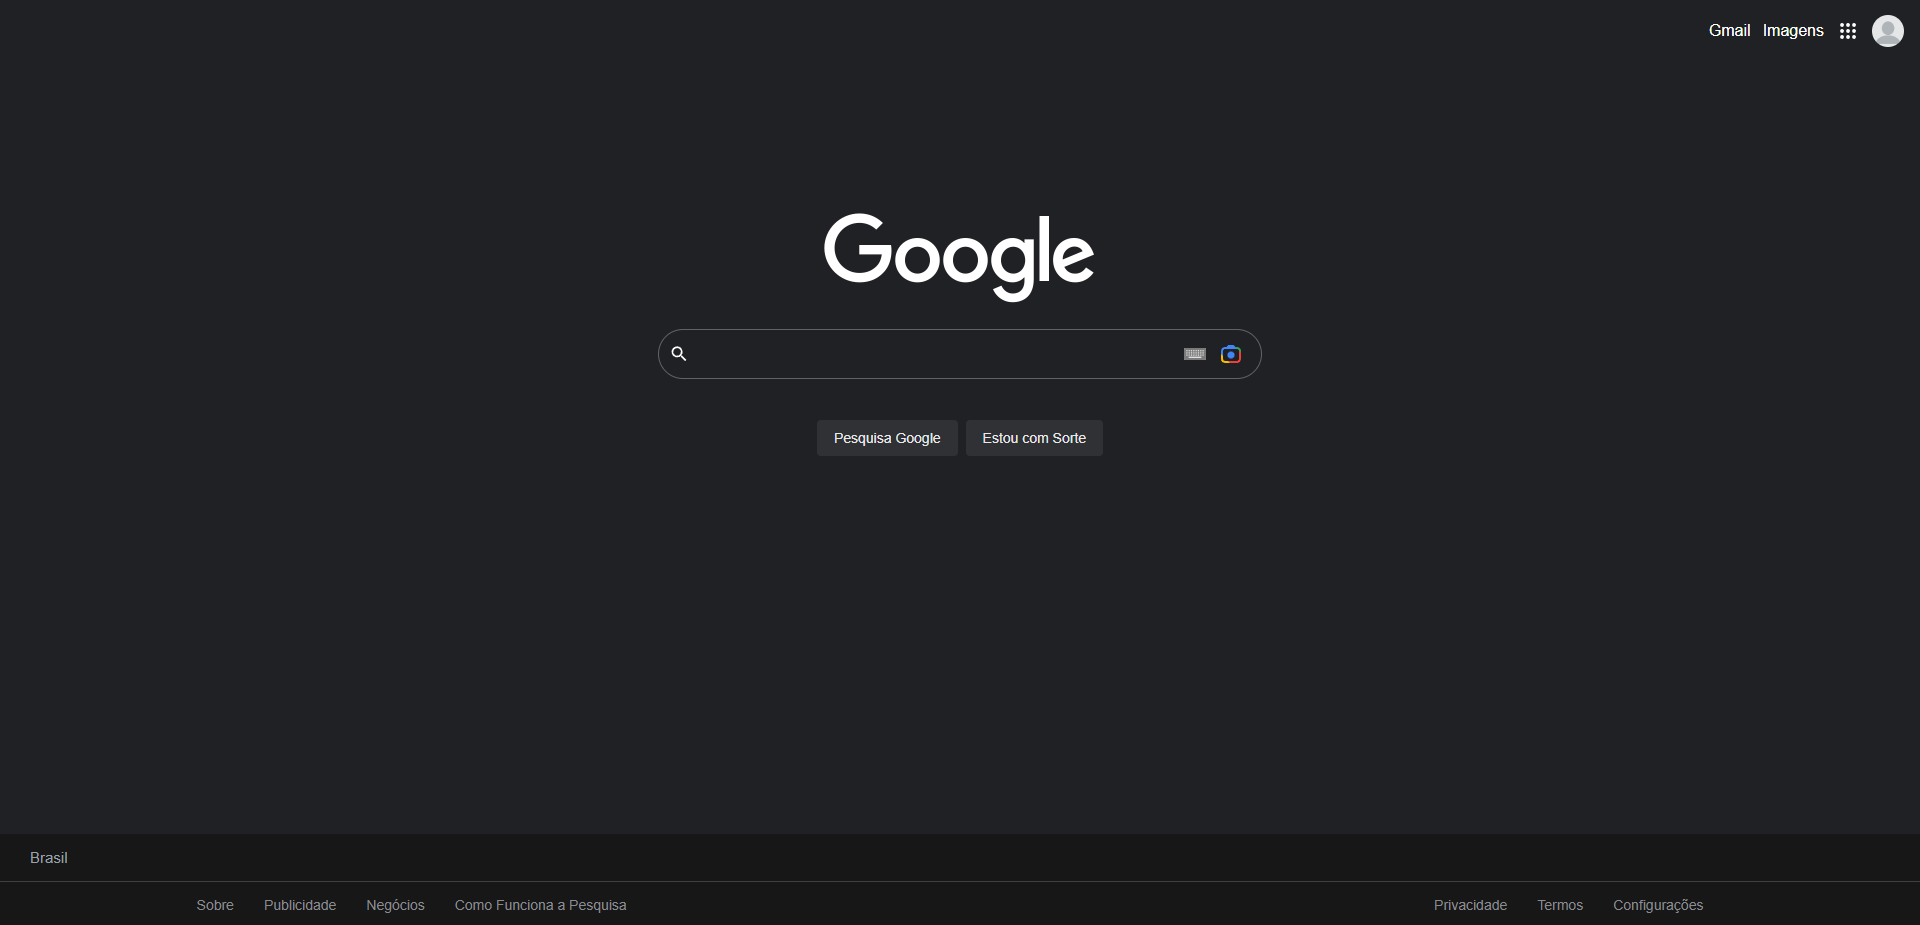 Gmail Imagens
Google
Pesquisa Google Estou com Sorte
Brasil
Sobre Publicidade Negócios Como Funciona a Pesquisa Privacidade Termos Configurações